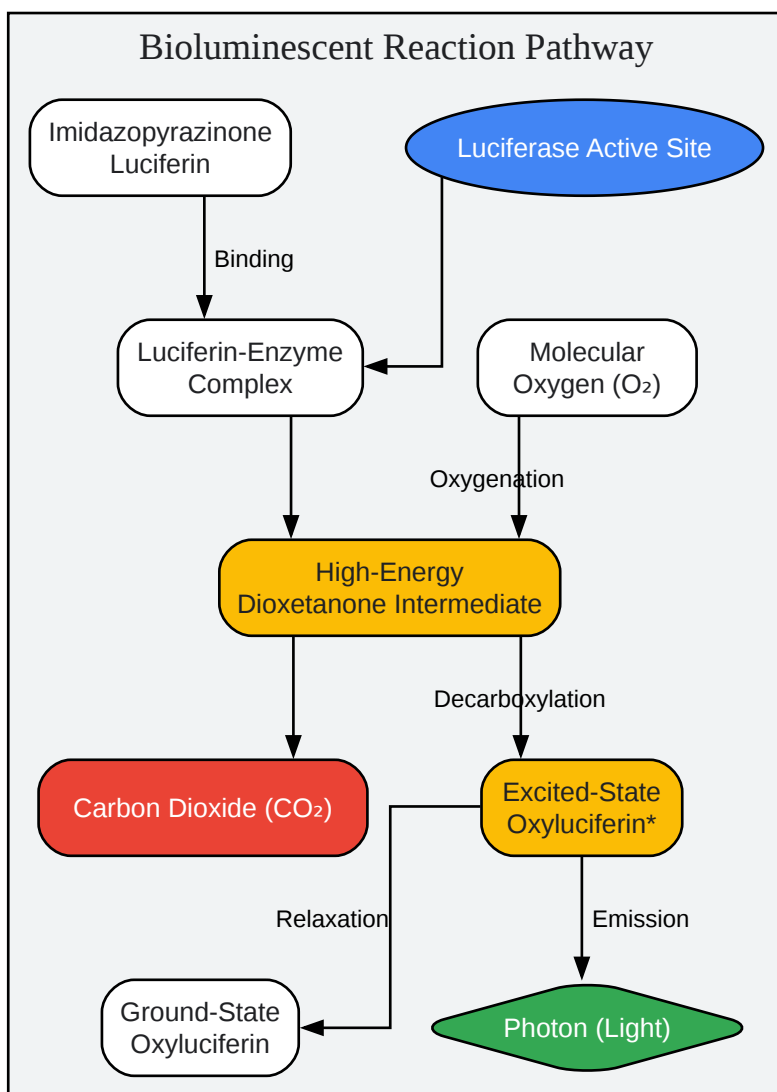 Bioluminescent Reaction Pathway
Imidazopyrazinone
Luciferin
Luciferase Active Site
Binding
Luciferin-Enzyme
Complex
Molecular
Oxygen (O₂)
Oxygenation
High-Energy
Dioxetanone Intermediate
Decarboxylation
Carbon Dioxide (CO₂)
Excited-State
Oxyluciferin*
Relaxation
Emission
Ground-State
Oxyluciferin
Photon (Light)